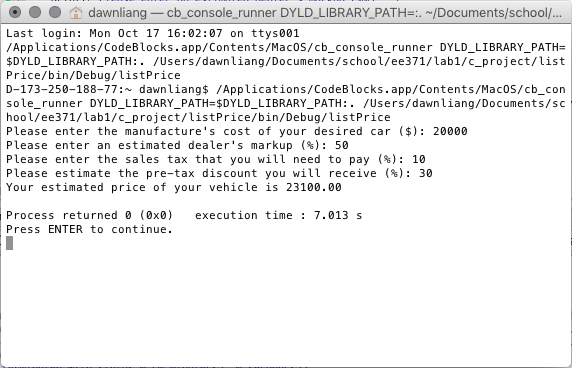 dawnliang — cb_console_runner DYLD_LIBRARY_PATH=:. ~/Documents/school/...
Last login: Mon Oct 17 16:02:07 on ttys001
/Applications/CodeBlocks.app/Contents/MacOS/cb_console_runner DYLD_LIBRARY_PATH=
$DYLD_LIBRARY_PATH:. /Users/dawnliang/Documents/school/ee371/lab1/c_project/list
Price/bin/Debug/listPrice
D-173-250-188-77:~ dawnliang$ /Applications/CodeBlocks.app/Contents/MacOS/cb_con
sole_runner DYLD_LIBRARY_PATH=$DYLD_LIBRARY_PATH:. /Users/dawnliang/Documents/sc
hool/ee371/lab1/c_project/listPrice/bin/Debug/listPrice
Please enter the manufacture's cost of your desired car ($): 20000
Please enter an estimated dealer's markup (%): 50
Please enter the sales tax that you will need to pay (%): 10
Please estimate the pre-tax discount you will receive (%): 30
Your estimated price of your vehicle is 23100.00
Process returned 0 (0x0)   execution time : 7.013 s
Press ENTER to continue.